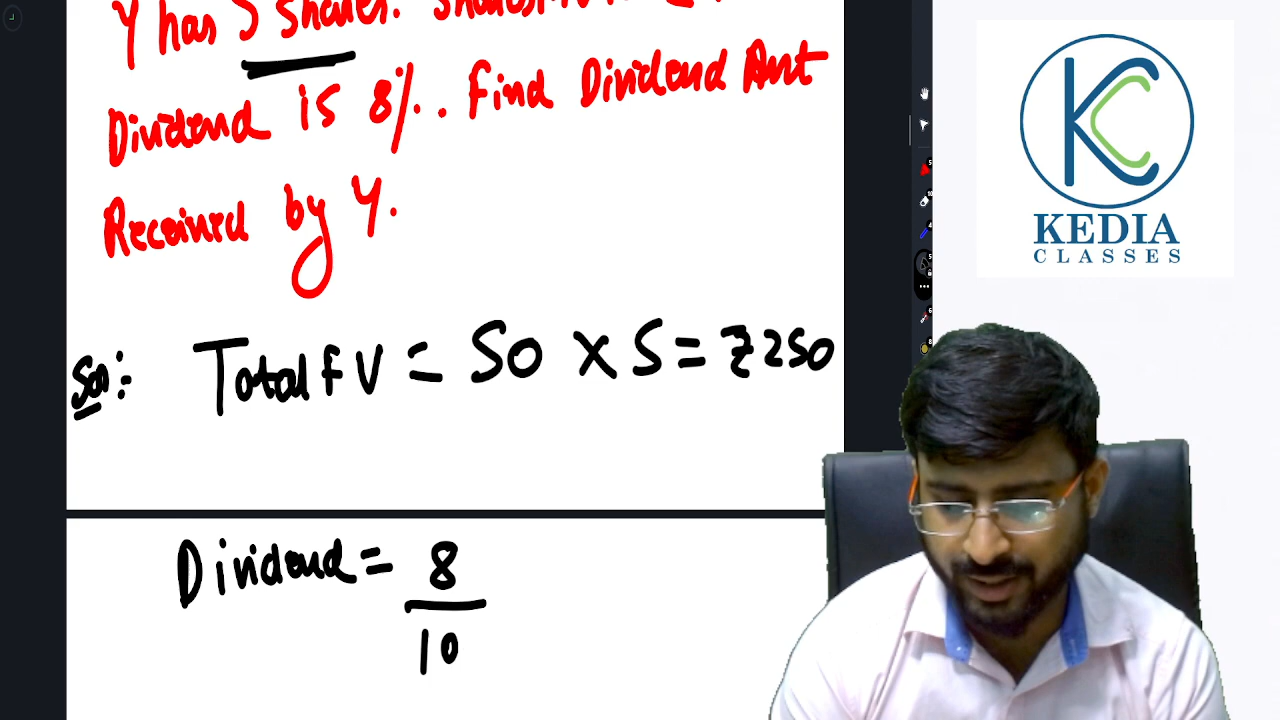 Y has 5 shares.
Dividend is 8%. Find Dividend Amt
Received by Y.
Sol:- Total FV = 50 × 5 = ₹250
Dividend = 8
10
KEDIA
CLASSES